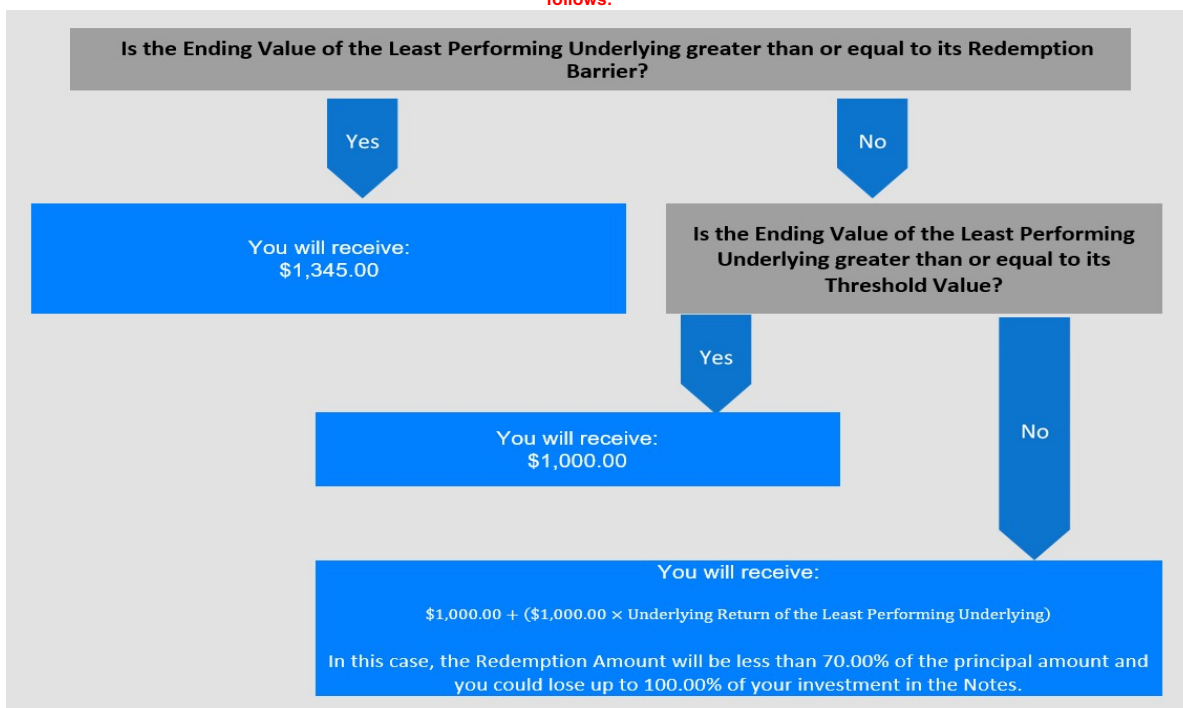 follows:
Is the Ending Value of the Least Performing Underlying greater than or equal to its Redemption
Barrier?
Yes
No
You will receive:
$1,345.00
Is the Ending Value of the Least Performing
Underlying greater than or equal to its
Threshold Value?
Yes
No
You will receive:
$1,000.00
You will receive:
$1,000.00 + ($1,000.00 × Underlying Return of the Least Performing Underlying)
In this case, the Redemption Amount will be less than 70.00% of the principal amount and
you could lose up to 100.00% of your investment in the Notes.